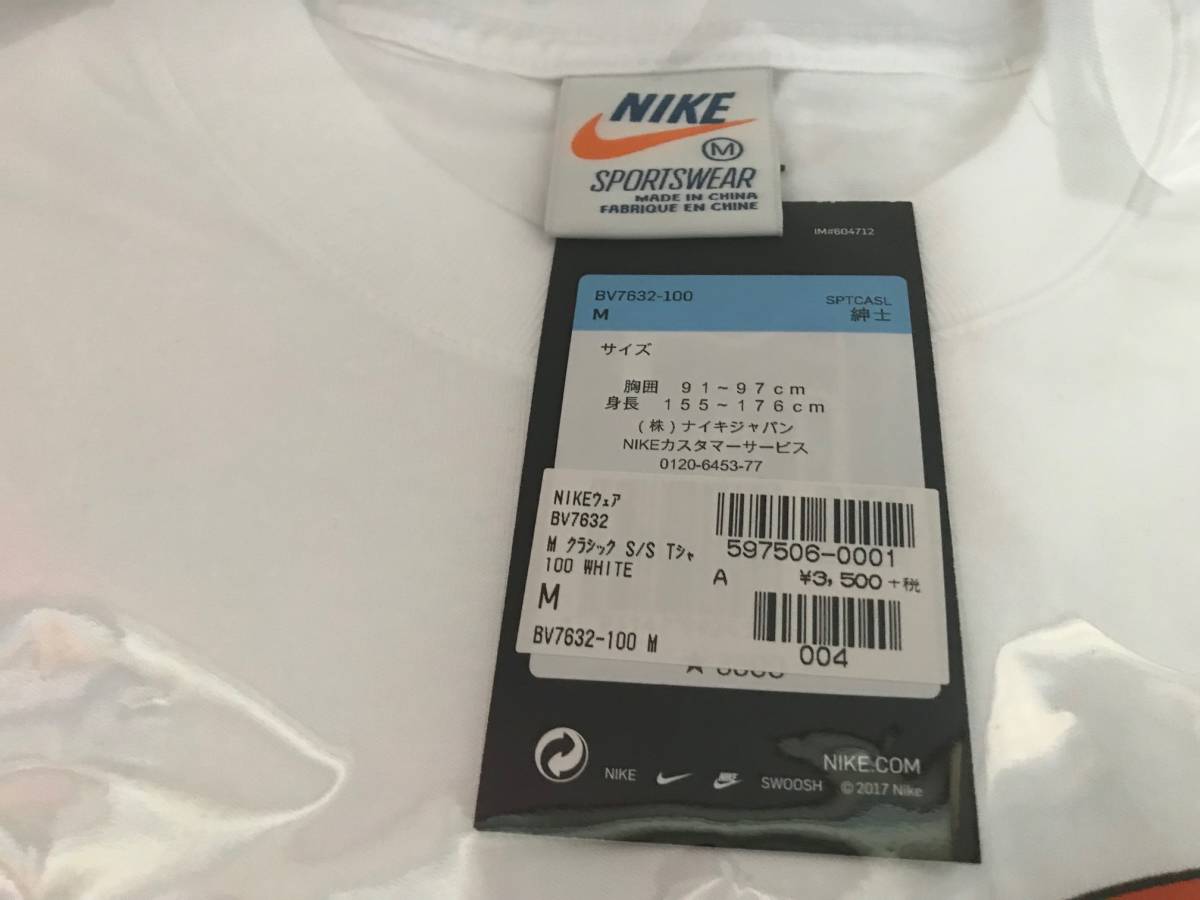 NIKE
M
SPORTSWEAR
MADE IN CHINA
FABRIQUE EN CHINE
IM#604712
BV7632-100
SPTCASL
M
紳士
サイズ
胸囲 91~97cm
身長 155~176cm
(株)ナイキジャパン
NIKEカスタマーサービス
0120-6453-77
NIKEウェア
BV7632
M クラシック S/S Tシャ
100 WHITE
597506-0001
A ¥3,500+税
M
BV7632-100 M
004
NIKE SWOOSH
NIKE.COM
© 2017 Nike